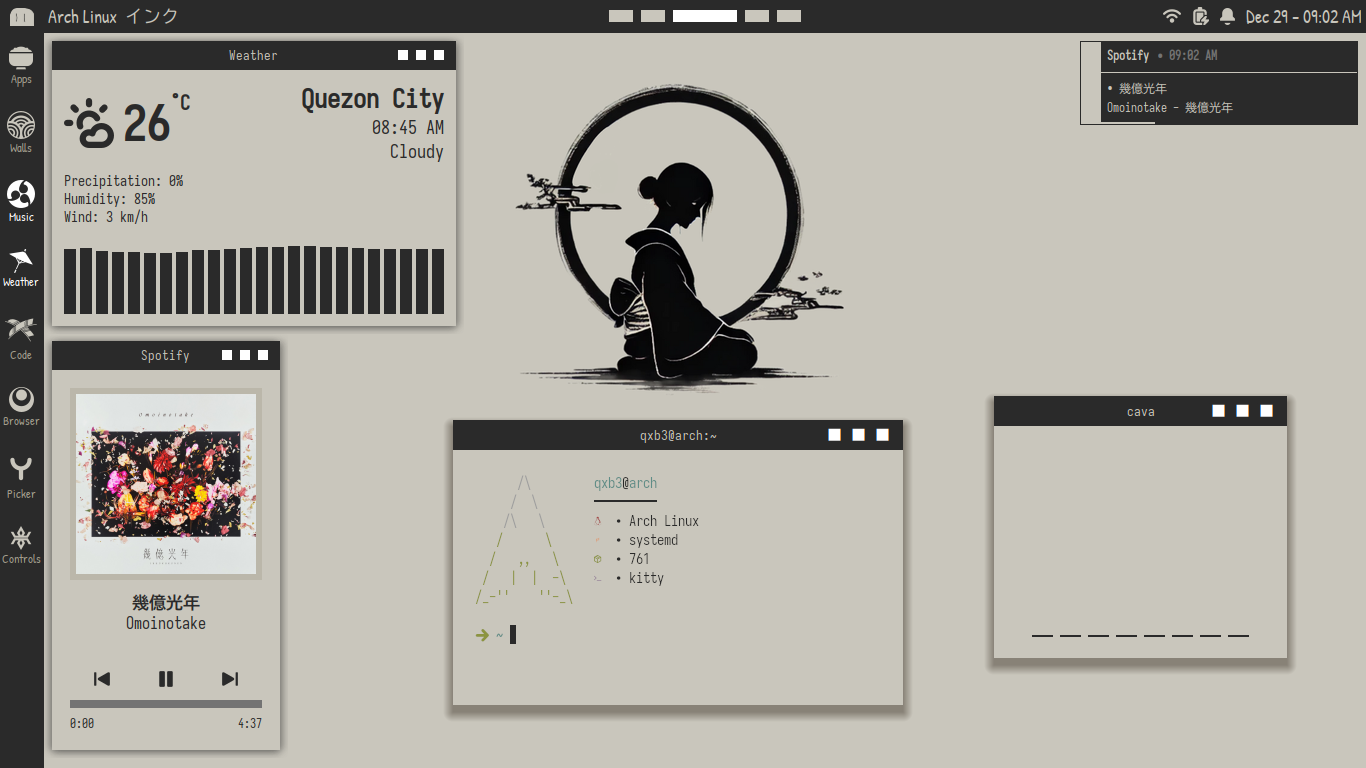 Arch Linux インク
Dec 29 - 09:02 AM
Apps
Walls
Music
Weather
Code
Browser
Picker
Controls
Weather
26 °C
Quezon City
08:45 AM
Cloudy
Precipitation: 0%
Humidity: 85%
Wind: 3 km/h
Spotify • 09:02 AM
• 幾億光年
Omoinotake - 幾億光年
Spotify
Omoinotake
幾億光年
幾億光年
Omoinotake
0:00 4:37
qxb3@arch:~
qxb3@arch
• Arch Linux
• systemd
• 761
• kitty
~
cava